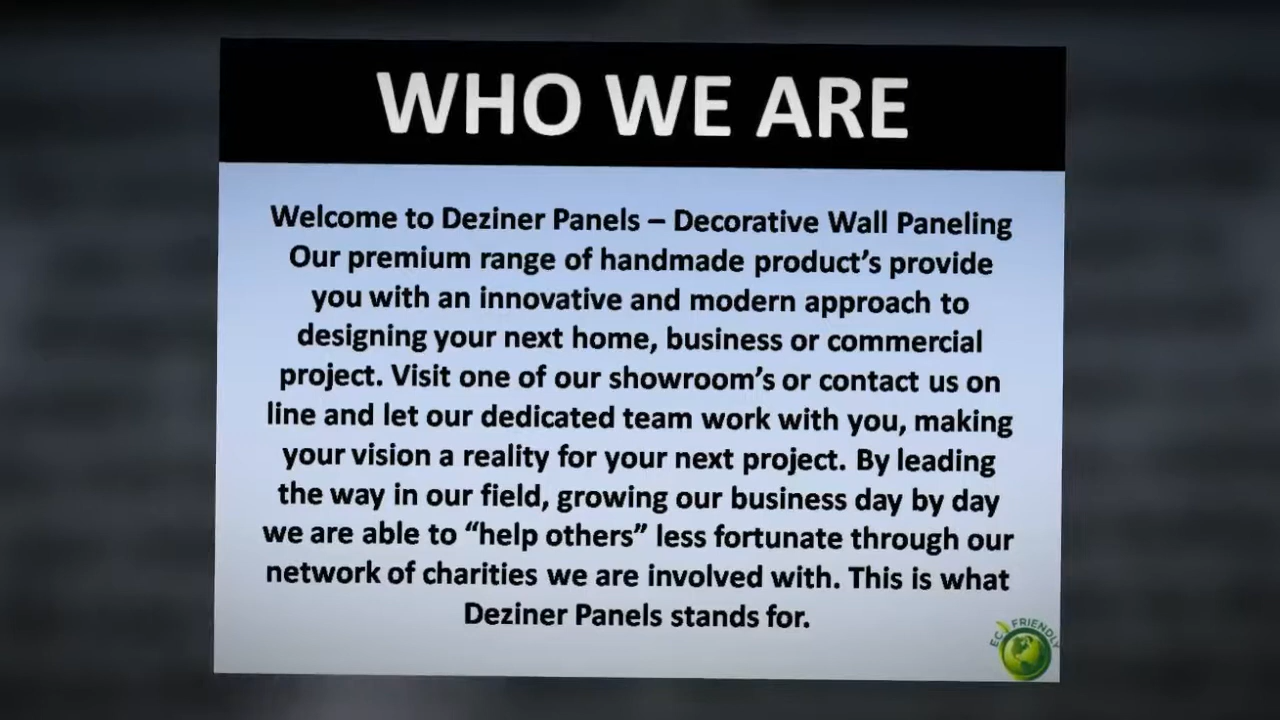 WHO WE ARE
Welcome to Deziner Panels – Decorative Wall Paneling
Our premium range of handmade product’s provide
you with an innovative and modern approach to
designing your next home, business or commercial
project. Visit one of our showroom’s or contact us on
line and let our dedicated team work with you, making
your vision a reality for your next project. By leading
the way in our field, growing our business day by day
we are able to “help others” less fortunate through our
network of charities we are involved with. This is what
Deziner Panels stands for.
ECO FRIENDLY